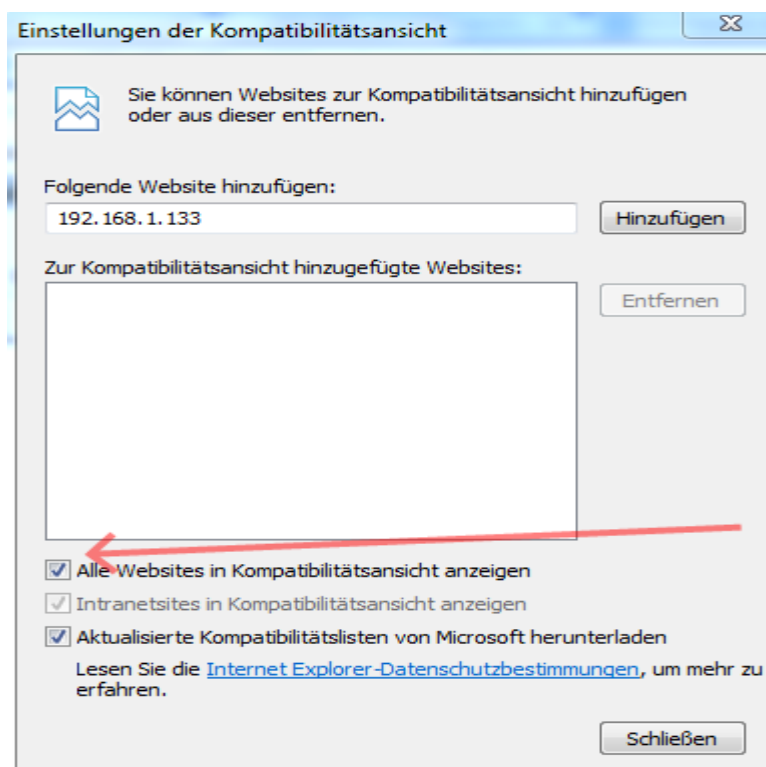 Einstellungen der Kompatibilitätsansicht
Sie können Websites zur Kompatibilitätsansicht hinzufügen
oder aus dieser entfernen.
Folgende Website hinzufügen:
192.168.1.133
Hinzufügen
Zur Kompatibilitätsansicht hinzugefügte Websites:
Entfernen
Alle Websites in Kompatibilitätsansicht anzeigen
Intranetsites in Kompatibilitätsansicht anzeigen
Aktualisierte Kompatibilitätslisten von Microsoft herunterladen
Lesen Sie die Internet Explorer-Datenschutzbestimmungen, um mehr zu
erfahren.
Schließen